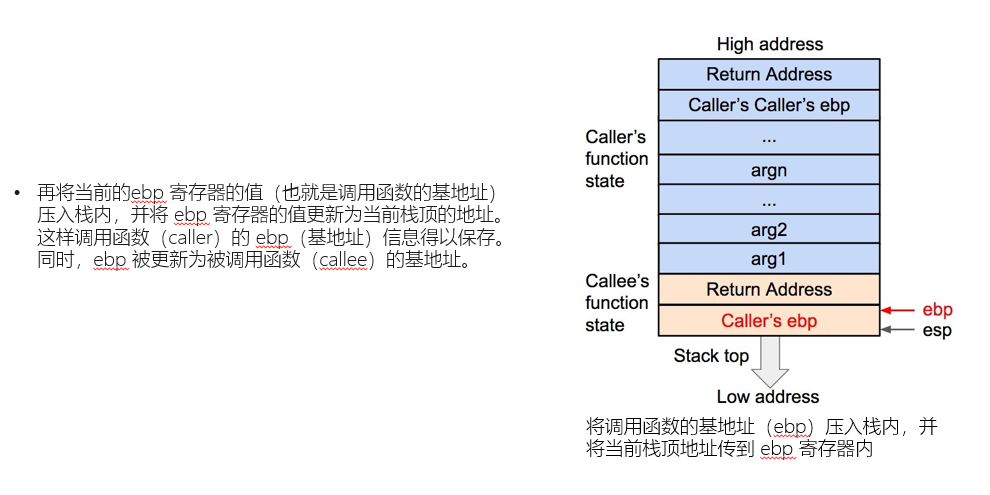 • 再将当前的ebp 寄存器的值（也就是调用函数的基地址）
压入栈内，并将 ebp 寄存器的值更新为当前栈顶的地址。
这样调用函数（caller）的 ebp（基地址）信息得以保存。
同时，ebp 被更新为被调用函数（callee）的基地址。
High address
Return Address
Caller's Caller's ebp
...
argn
...
arg2
arg1
Return Address
Caller's ebp
Caller's
function
state
Callee's
function
state
ebp
esp
Stack top
Low address
将调用函数的基地址（ebp）压入栈内，并
将当前栈顶地址传到 ebp 寄存器内